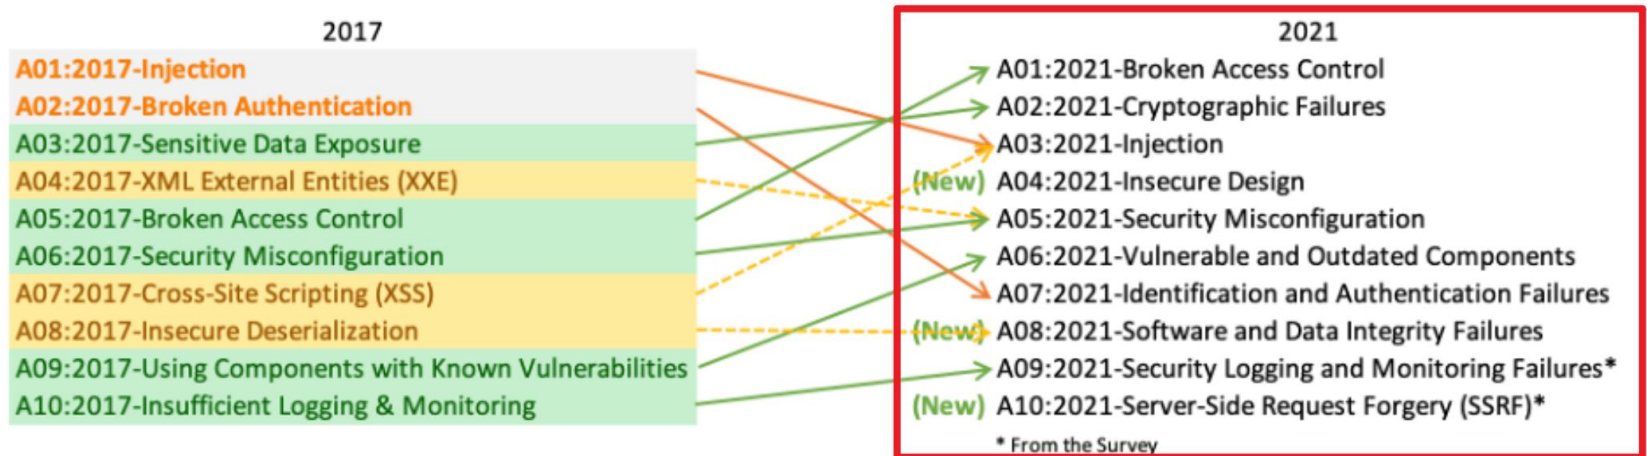 2017
A01:2017-Injection
A02:2017-Broken Authentication
A03:2017-Sensitive Data Exposure
A04:2017-XML External Entities (XXE)
A05:2017-Broken Access Control
A06:2017-Security Misconfiguration
A07:2017-Cross-Site Scripting (XSS)
A08:2017-Insecure Deserialization
A09:2017-Using Components with Known Vulnerabilities
A10:2017-Insufficient Logging & Monitoring
2021
A01:2021-Broken Access Control
A02:2021-Cryptographic Failures
A03:2021-Injection
(New) A04:2021-Insecure Design
A05:2021-Security Misconfiguration
A06:2021-Vulnerable and Outdated Components
A07:2021-Identification and Authentication Failures
(New) A08:2021-Software and Data Integrity Failures
A09:2021-Security Logging and Monitoring Failures*
(New) A10:2021-Server-Side Request Forgery (SSRF)*
* From the Survey